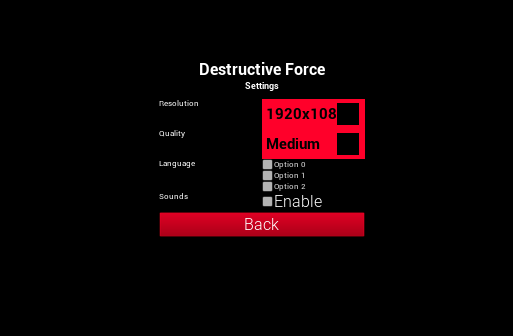 Destructive Force
Settings
Resolution
1920x108
Quality
Medium
Language
Option 0
Option 1
Option 2
Sounds
Enable
Back